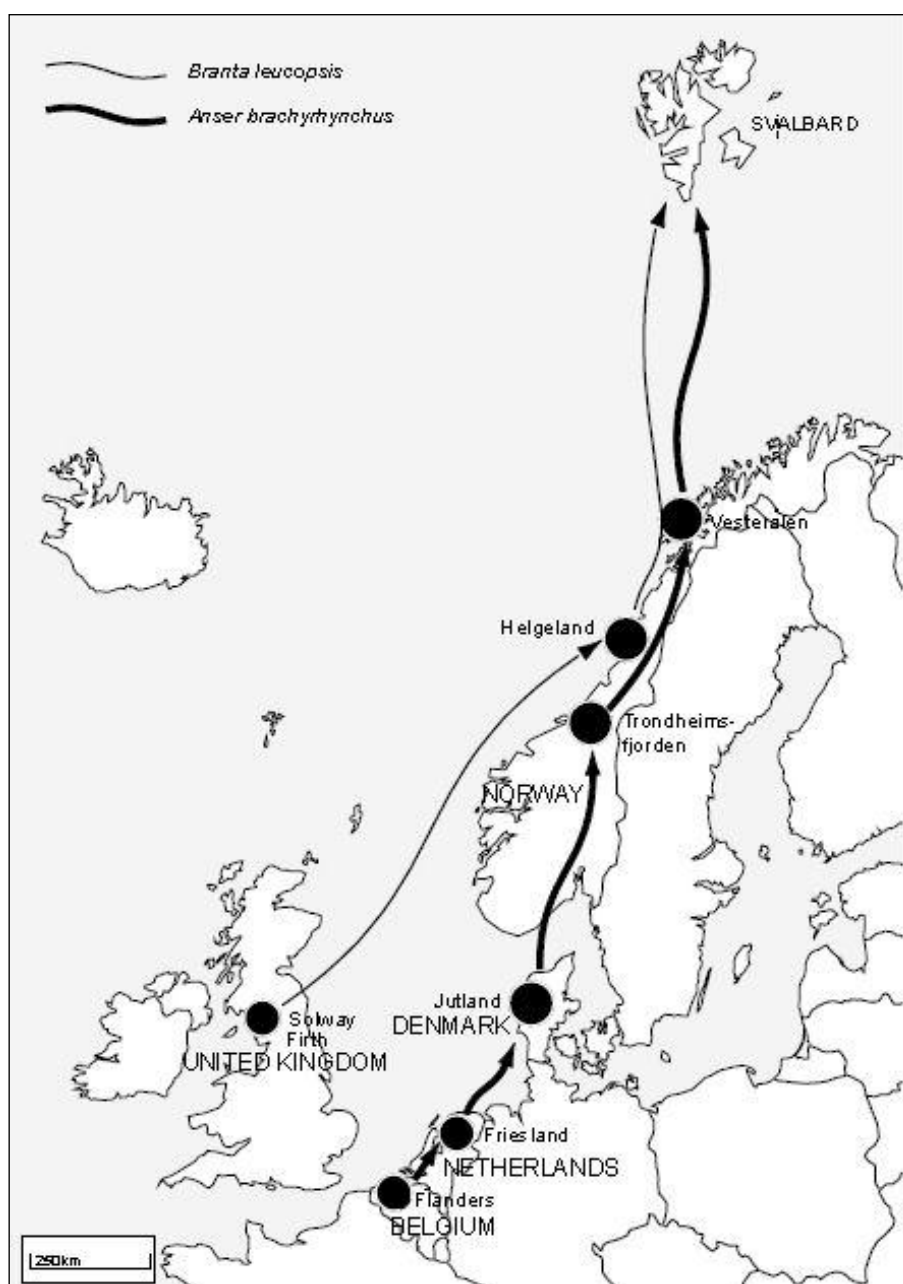 Branta leucopsis
Anser brachyrhynchus
SVALBARD
Vesterålen
Helgeland
Trondheims-
fjorden
NORWAY
Jutland
DENMARK
Solway
Firth
UNITED KINGDOM
Friesland
NETHERLANDS
Flanders
BELGIUM
250km